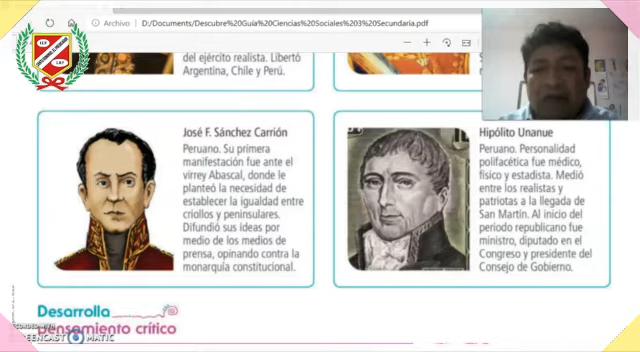 Archivo | D:/Documents/Descubre%20Guía%20Ciencias%20Sociales%203%20Secundaria.pdf
del ejército realista. Libertó
Argentina, Chile y Perú.
José F. Sánchez Carrión
Peruano. Su primera
manifestación fue ante el
virrey Abascal, donde le
planteó la necesidad de
establecer la igualdad entre
criollos y peninsulares.
Difundió sus ideas por
medio de los medios de
prensa, opinando contra la
monarquía constitucional.
Hipólito Unanue
Peruano. Personalidad
polifacética fue médico,
físico y estadista. Medió
entre los realistas y
patriotas a la llegada de
San Martín. Al inicio del
periodo republicano fue
ministro, diputado en el
Congreso y presidente del
Consejo de Gobierno.
Desarrolla
pensamiento crítico